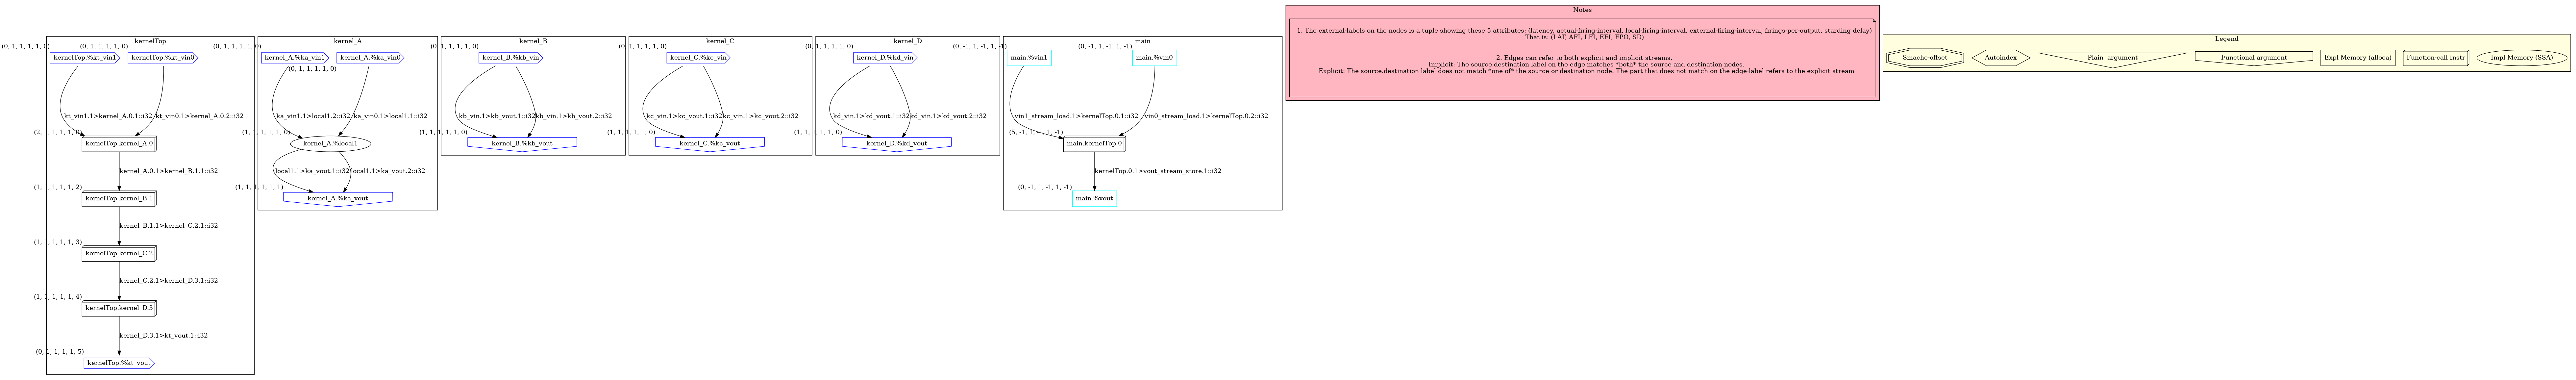 kernelTop
(0, 1, 1, 1, 1, 0)
(0, 1, 1, 1, 1, 0)
kernelTop.%kt_vin1
kernelTop.%kt_vin0
kt_vin1.1>kernel_A.0.1::i32
kt_vin0.1>kernel_A.0.2::i32
(2, 1, 1, 1, 1, 0)
kernelTop.kernel_A.0
kernel_A.0.1>kernel_B.1.1::i32
(1, 1, 1, 1, 1, 2)
kernelTop.kernel_B.1
kernel_B.1.1>kernel_C.2.1::i32
(1, 1, 1, 1, 1, 3)
kernelTop.kernel_C.2
kernel_C.2.1>kernel_D.3.1::i32
(1, 1, 1, 1, 1, 4)
kernelTop.kernel_D.3
kernel_D.3.1>kt_vout.1::i32
(0, 1, 1, 1, 1, 5)
kernelTop.%kt_vout
kernel_A
(0, 1, 1, 1, 1, 0)
kernel_A.%ka_vin1
kernel_A.%ka_vin0
(0, 1, 1, 1, 1, 0)
ka_vin1.1>local1.2::i32
ka_vin0.1>local1.1::i32
(1, 1, 1, 1, 1, 0)
kernel_A.%local1
local1.1>ka_vout.1::i32
local1.1>ka_vout.2::i32
(1, 1, 1, 1, 1, 1)
kernel_A.%ka_vout
kernel_B
(0, 1, 1, 1, 1, 0)
kernel_B.%kb_vin
kb_vin.1>kb_vout.1::i32
kb_vin.1>kb_vout.2::i32
(1, 1, 1, 1, 1, 0)
kernel_B.%kb_vout
kernel_C
(0, 1, 1, 1, 1, 0)
kernel_C.%kc_vin
kc_vin.1>kc_vout.1::i32
kc_vin.1>kc_vout.2::i32
(1, 1, 1, 1, 1, 0)
kernel_C.%kc_vout
kernel_D
(0, 1, 1, 1, 1, 0)
kernel_D.%kd_vin
kd_vin.1>kd_vout.1::i32
kd_vin.1>kd_vout.2::i32
(1, 1, 1, 1, 1, 0)
kernel_D.%kd_vout
main
(0, -1, 1, -1, 1, -1)
(0, -1, 1, -1, 1, -1)
main.%vin1
main.%vin0
vin1_stream_load.1>kernelTop.0.1::i32
vin0_stream_load.1>kernelTop.0.2::i32
(5, -1, 1, -1, 1, -1)
main.kernelTop.0
kernelTop.0.1>vout_stream_store.1::i32
(0, -1, 1, -1, 1, -1)
main.%vout
Notes
1. The external-labels on the nodes is a tuple showing these 5 attributes: (latency, actual-firing-interval, local-firing-interval, external-firing-interval, firings-per-output, starding delay)
That is: (LAT, AFI, LFI, EFI, FPO, SD)
2. Edges can refer to both explicit and implicit streams.
Implicit: The source.destination label on the edge matches *both* the source and destination nodes.
Explicit: The source.destination label does not match *one of* the source or destination node. The part that does not match on the edge-label refers to the explicit stream
Legend
Smache-offset
Autoindex
Plain  argument
Functional argument
Expl Memory (alloca)
Function-call Instr
Impl Memory (SSA)